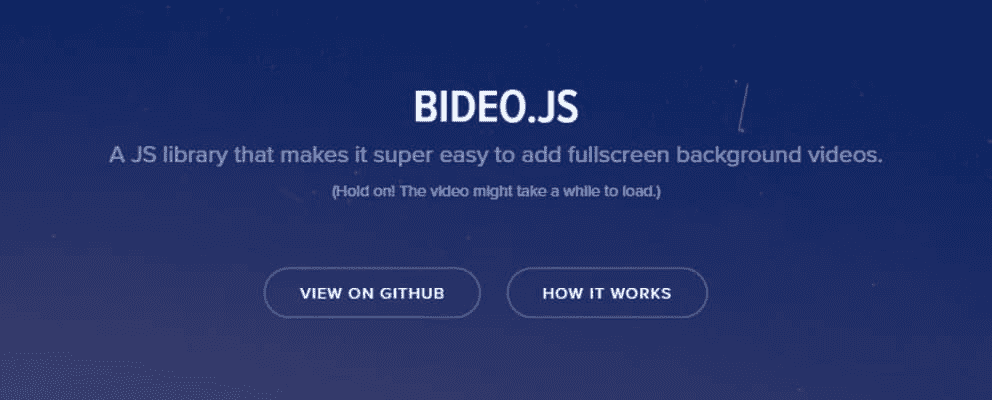 BIDEO.JS
A JS library that makes it super easy to add fullscreen background videos.
(Hold on! The video might take a while to load.)
VIEW ON GITHUB
HOW IT WORKS